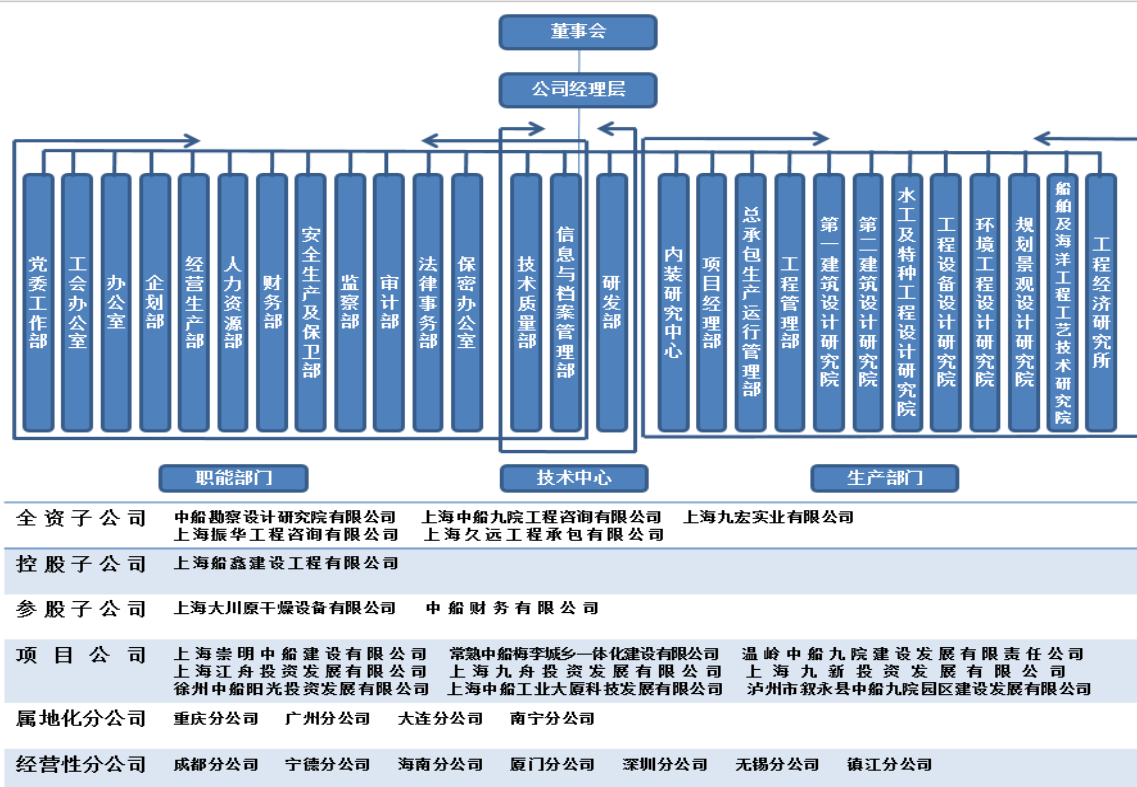 董事会
公司经理层
党委工作部
工会办公室
办公室
企划部
经营生产部
人力资源部
财务部
安全生产及保卫部
监察部
审计部
法律事务部
保密办公室
技术质量部
信息与档案管理部
研发部
内装研究中心
项目经理部
总承包生产运行管理部
工程管理部
第一建筑设计研究院
第二建筑设计研究院
水工及特种工程设计研究院
工程设备设计研究院
环境工程设计研究院
规划景观设计研究院
船舶及海洋工程工艺技术研究院
工程经济研究所
职能部门 技术中心 生产部门
全资子公司 中船勘察设计研究院有限公司 上海中船九院工程咨询有限公司 上海九宏实业有限公司
上海振华工程咨询有限公司 上海久远工程承包有限公司
控股子公司 上海船鑫建设工程有限公司
参股子公司 上海大川原干燥设备有限公司 中船财务有限公司
项目公司 上海崇明中船建设有限公司 常熟中船梅李城乡一体化建设有限公司 温岭中船九院建设发展有限责任公司
上海江舟投资发展有限公司 上海九舟投资发展有限公司 上海九新投资发展有限公司
徐州中船阳光投资发展有限公司 上海中船工业大厦科技发展有限公司 泸州市叙永县中船九院园区建设发展有限公司
属地化分公司 重庆分公司 广州分公司 大连分公司 南宁分公司
经营性分公司 成都分公司 宁德分公司 海南分公司 厦门分公司 深圳分公司 无锡分公司 镇江分公司